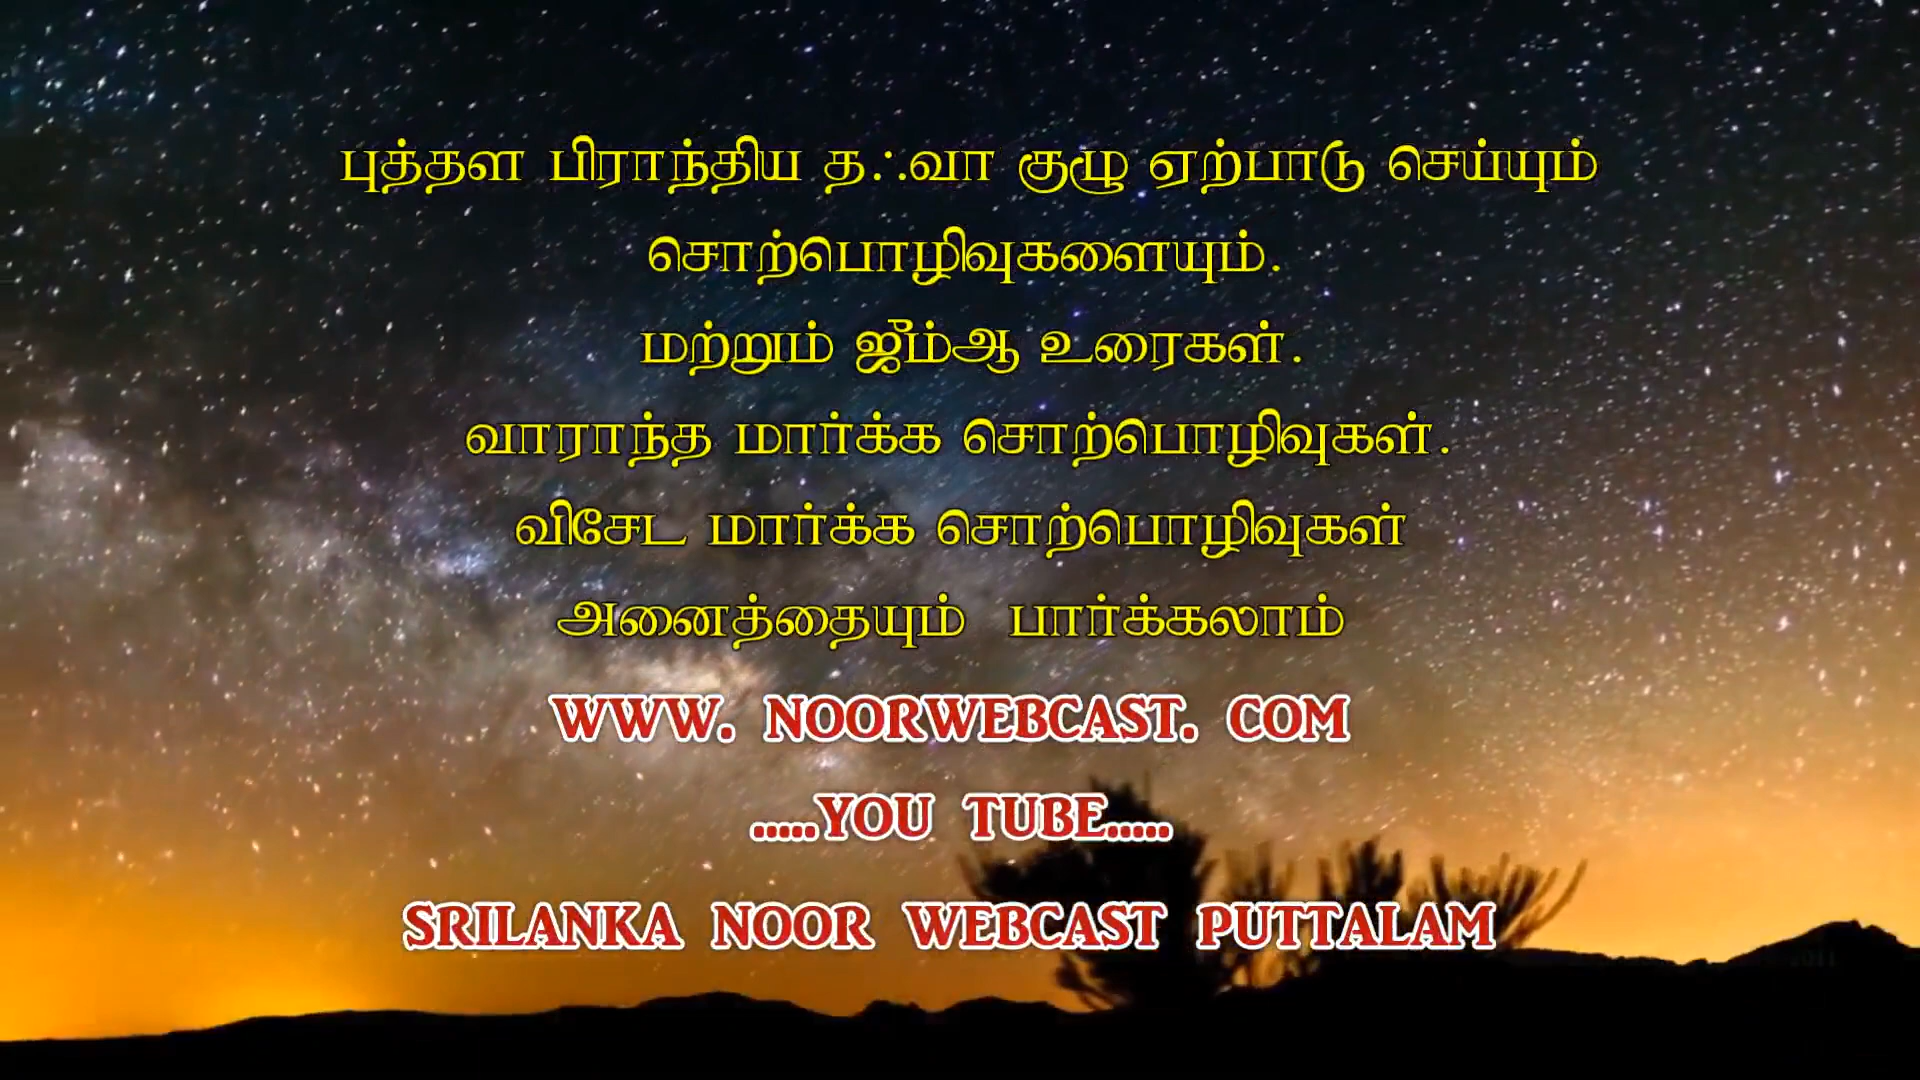 புத்தள பிராந்திய தஃவா குழு ஏற்பாடு செய்யும்
சொற்பொழிவுகளையும்.
மற்றும் ஜீம்ஆ உரைகள்.
வாராந்த மார்க்க சொற்பொழிவுகள்.
விசேட மார்க்க சொற்பொழிவுகள்
அனைத்தையும் பார்க்கலாம்
WWW. NOORWEBCAST. COM
.....YOU TUBE.....
SRILANKA NOOR WEBCAST PUTTALAM